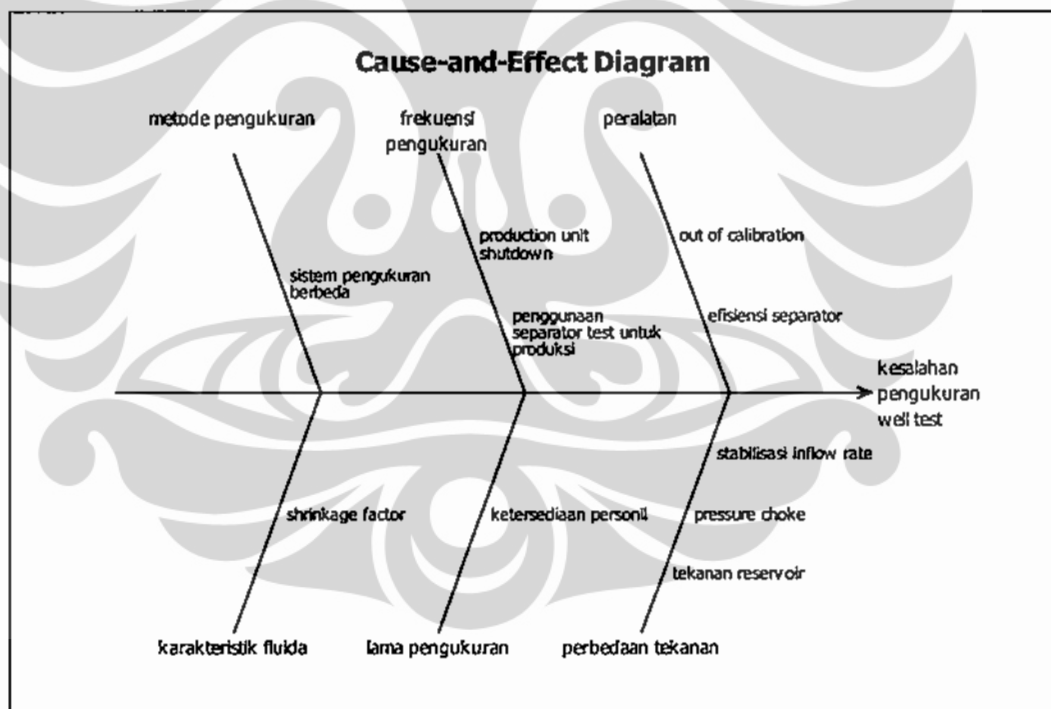 Cause-and-Effect Diagram
metode pengukuran
frekuensi
pengukuran
peralatan
production unit
shutdown
out of calibration
sistem pengukuran
berbeda
penggunaan
separator test untuk
produksi
efisiensi separator
kesalahan
pengukuran
well test
stabilisasi inflow rate
shrinkage factor
ketersediaan personil
pressure choke
tekanan reservoir
karakteristik fluida
lama pengukuran
perbedaan tekanan